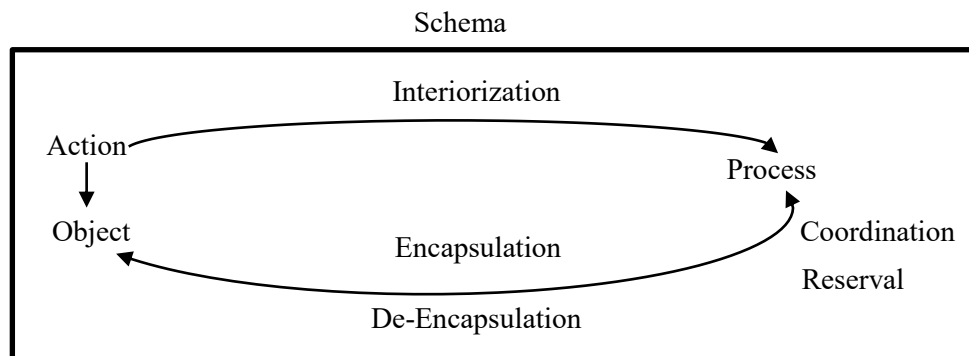 Schema
Interiorization
Action
Process
Object
Encapsulation
Coordination
Reserval
De-Encapsulation